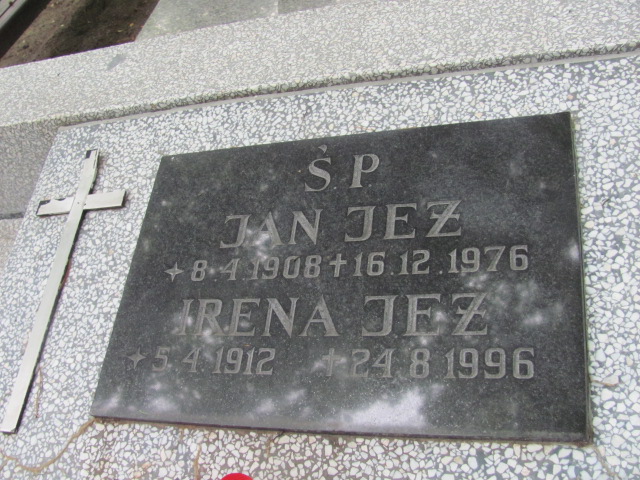 Ś.P.
JAN JEŻ
✦ 8.4.1908 ✝ 16.12.1976
IRENA JEŻ
✦ 5.4.1912 ✝ 24.8.1996